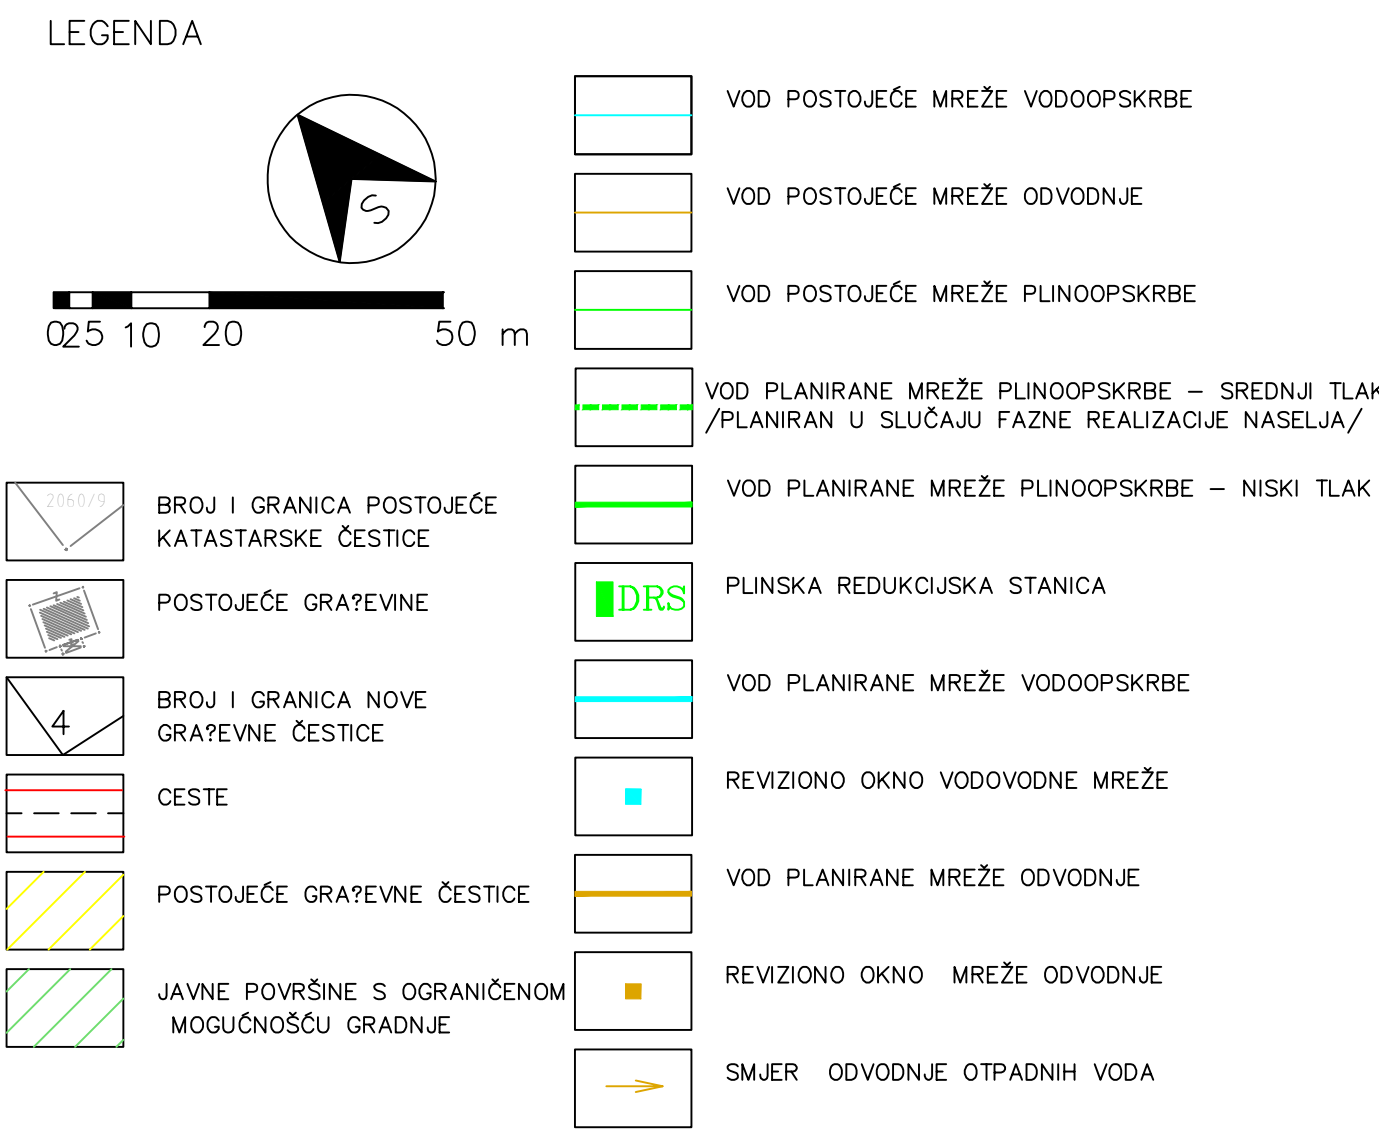 LEGENDA
S
0 2 5 10 20 50 m
2060/9
BROJ I GRANICA POSTOJEĆE
KATASTARSKE ČESTICE
POSTOJEĆE GRA?EVINE
4
BROJ I GRANICA NOVE
GRA?EVNE ČESTICE
CESTE
POSTOJEĆE GRA?EVNE ČESTICE
JAVNE POVRŠINE S OGRANIČENOM
MOGUĆNOŠĆU GRADNJE
VOD POSTOJEĆE MREŽE VODOOPSKRBE
VOD POSTOJEĆE MREŽE ODVODNJE
VOD POSTOJEĆE MREŽE PLINOOPSKRBE
VOD PLANIRANE MREŽE PLINOOPSKRBE – SREDNJI TLAK
/PLANIRAN U SLUČAJU FAZNE REALIZACIJE NASELJA/
VOD PLANIRANE MREŽE PLINOOPSKRBE – NISKI TLAK
DRS
PLINSKA REDUKCIJSKA STANICA
VOD PLANIRANE MREŽE VODOOPSKRBE
REVIZIONO OKNO VODOVODNE MREŽE
VOD PLANIRANE MREŽE ODVODNJE
REVIZIONO OKNO MREŽE ODVODNJE
SMJER ODVODNJE OTPADNIH VODA